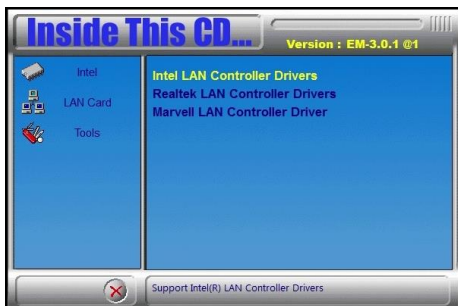 Inside This CD...
Version : EM-3.0.1 @1
Intel
LAN Card
Tools
Intel LAN Controller Drivers
Realtek LAN Controller Drivers
Marvell LAN Controller Driver
Support Intel(R) LAN Controller Drivers